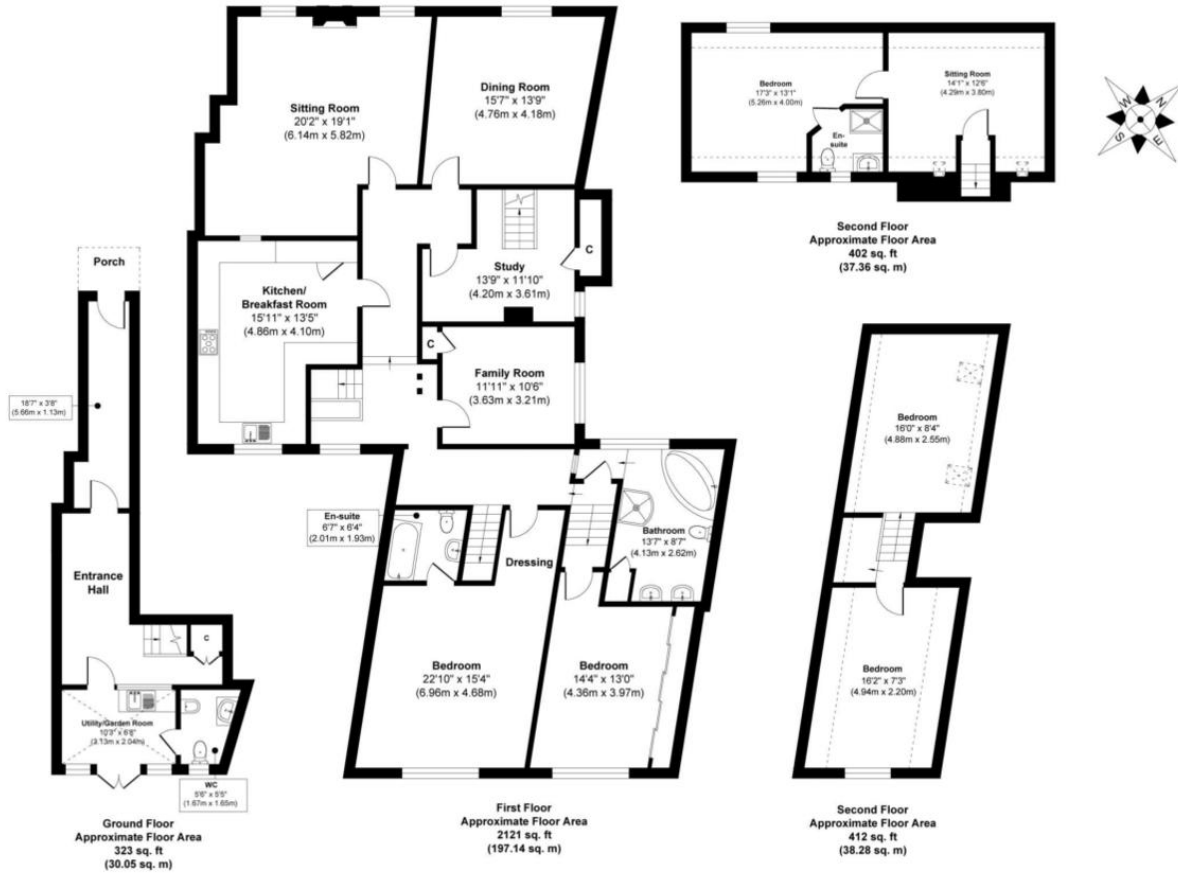 Porch
18'7" x 3'8"
(5.66m x 1.13m)
Entrance
Hall
C
Utility/Garden Room
10'3" x 6'8"
(3.13m x 2.04m)
WC
5'6" x 5'5"
(1.67m x 1.65m)
Ground Floor
Approximate Floor Area
323 sq. ft
(30.05 sq. m)
Sitting Room
20'2" x 19'1"
(6.14m x 5.82m)
Dining Room
15'7" x 13'9"
(4.76m x 4.18m)
Kitchen/
Breakfast Room
15'11" x 13'5"
(4.86m x 4.10m)
Study
13'9" x 11'10"
(4.20m x 3.61m)
C
C
Family Room
11'11" x 10'6"
(3.63m x 3.21m)
En-suite
6'7" x 6'4"
(2.01m x 1.93m)
Dressing
Bathroom
13'7" x 8'7"
(4.13m x 2.62m)
Bedroom
22'10" x 15'4"
(6.96m x 4.68m)
Bedroom
14'4" x 13'0"
(4.36m x 3.97m)
First Floor
Approximate Floor Area
2121 sq. ft
(197.14 sq. m)
Bedroom
17'3" x 13'1"
(5.26m x 4.00m)
En-
suite
Sitting Room
14'1" x 12'6"
(4.29m x 3.80m)
Second Floor
Approximate Floor Area
402 sq. ft
(37.36 sq. m)
W N
S E
Bedroom
16'0" x 8'4"
(4.88m x 2.55m)
Bedroom
16'2" x 7'3"
(4.94m x 2.20m)
Second Floor
Approximate Floor Area
412 sq. ft
(38.28 sq. m)